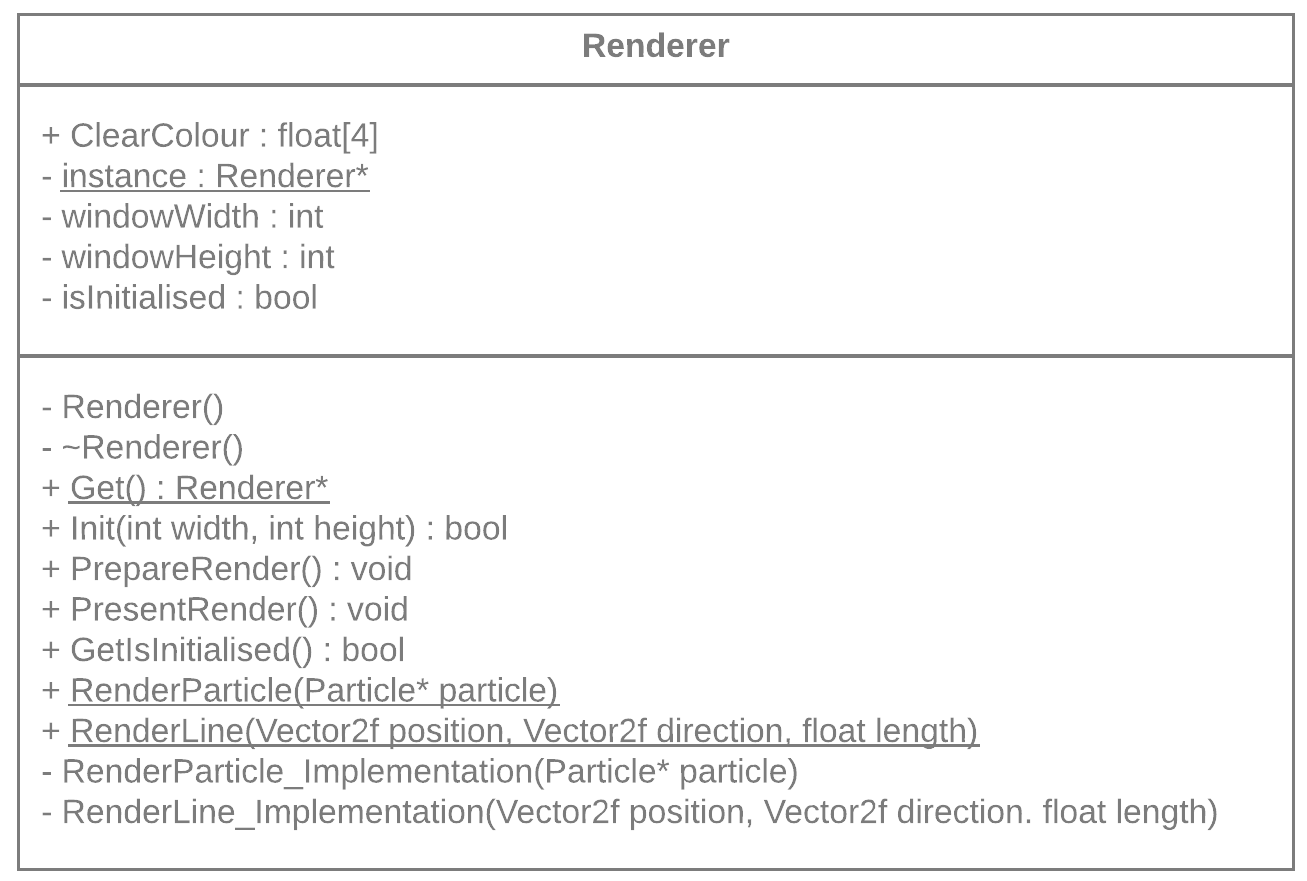 Renderer
+ ClearColour : float[4]
- instance : Renderer*
- windowWidth : int
- windowHeight : int
- isInitialised : bool
- Renderer()
- ~Renderer()
+ Get() : Renderer*
+ Init(int width, int height) : bool
+ PrepareRender() : void
+ PresentRender() : void
+ GetIsInitialised() : bool
+ RenderParticle(Particle* particle)
+ RenderLine(Vector2f position, Vector2f direction, float length)
- RenderParticle_Implementation(Particle* particle)
- RenderLine_Implementation(Vector2f position, Vector2f direction. float length)